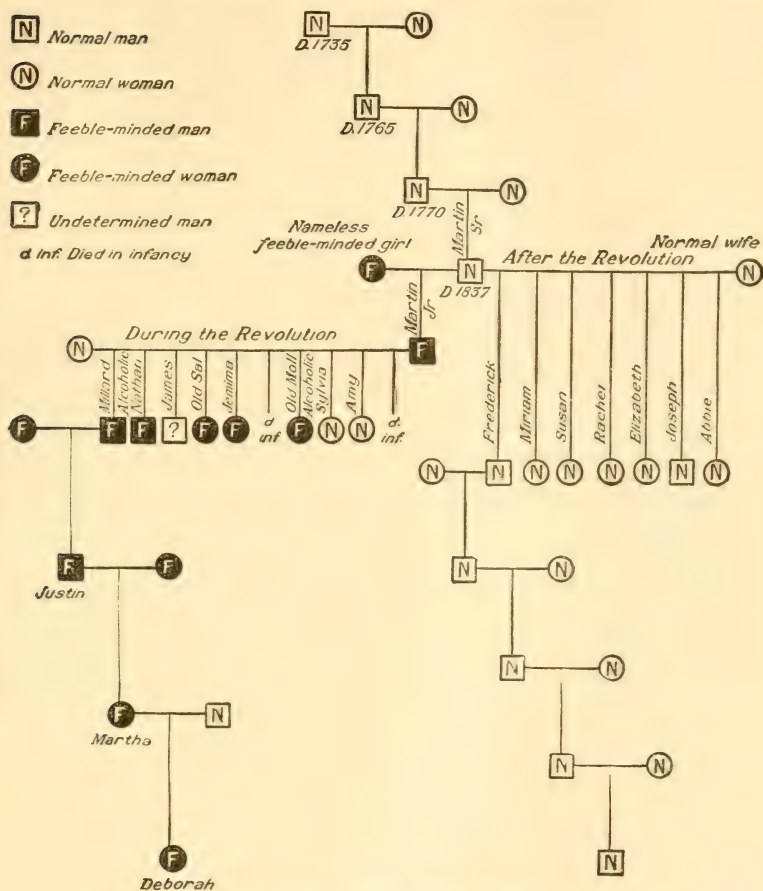 N Normal man
N Normal woman
F Feeble-minded man
F Feeble-minded woman
? Undetermined man
d inf. Died in infancy
N N
D. 1735
N N
D. 1765
N N
D. 1770
Martin Sr
Nameless
feeble-minded girl
Normal wife
After the Revolution
F N N
D 1837
Martin Jr
During the Revolution
N F
Millard Alcoholic
Nathan
James
Old Sal
Jemima
d inf
Old Moll Alcoholic
Sylvia
Amy
d. inf.
Frederick
Miriam
Susan
Rachel
Elizabeth
Joseph
Abbie
F F F ? F F F N N
N N N N N N N N
F F
Justin
N N
N N
F N
Martha
N N
F
Deborah
N